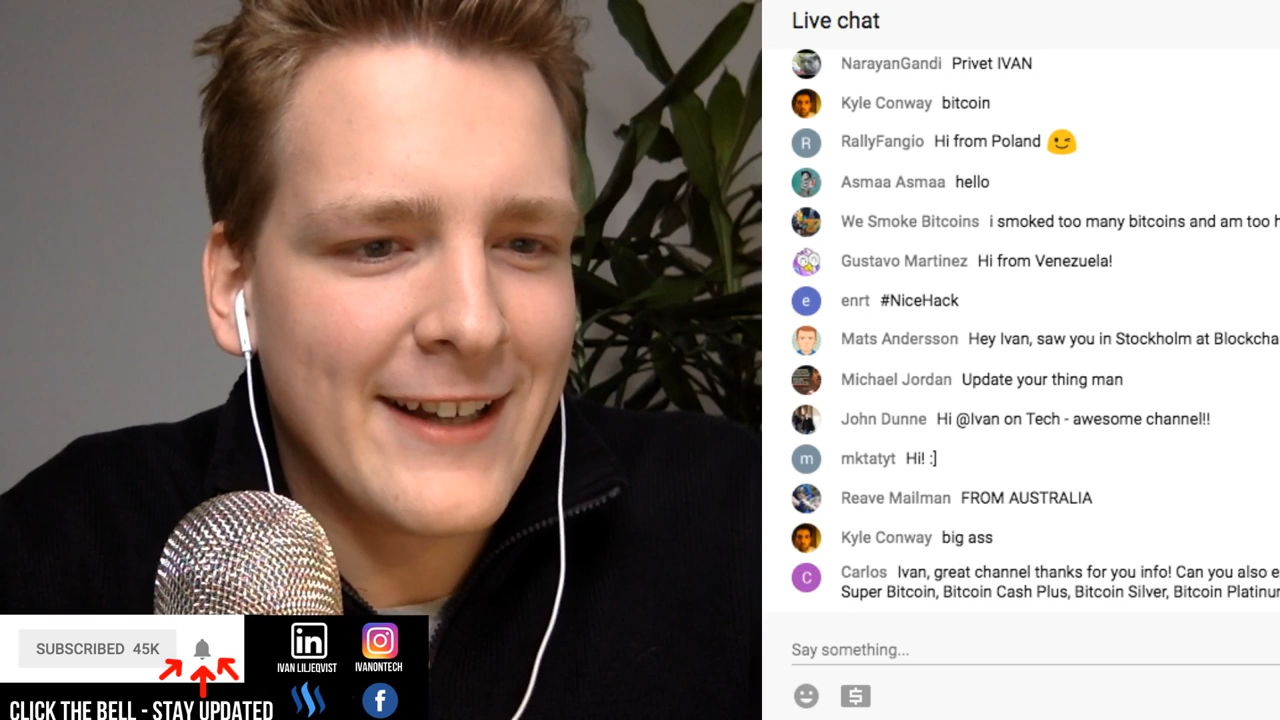 Live chat
NarayanGandi Privet IVAN
Kyle Conway bitcoin
R RallyFangio Hi from Poland
Asmaa Asmaa hello
We Smoke Bitcoins i smoked too many bitcoins and am too
Gustavo Martinez Hi from Venezuela!
e enrt #NiceHack
Mats Andersson Hey Ivan, saw you in Stockholm at Blockcha
Michael Jordan Update your thing man
John Dunne Hi @Ivan on Tech - awesome channel!!
m mktatyt Hi! :]
Reave Mailman FROM AUSTRALIA
Kyle Conway big ass
C Carlos Ivan, great channel thanks for you info! Can you also e
Super Bitcoin, Bitcoin Cash Plus, Bitcoin Silver, Bitcoin Platinu
Say something...
SUBSCRIBED 45K
CLICK THE BELL - STAY UPDATED
in
IVAN LILJEQVIST
IVANONTECH
f
$